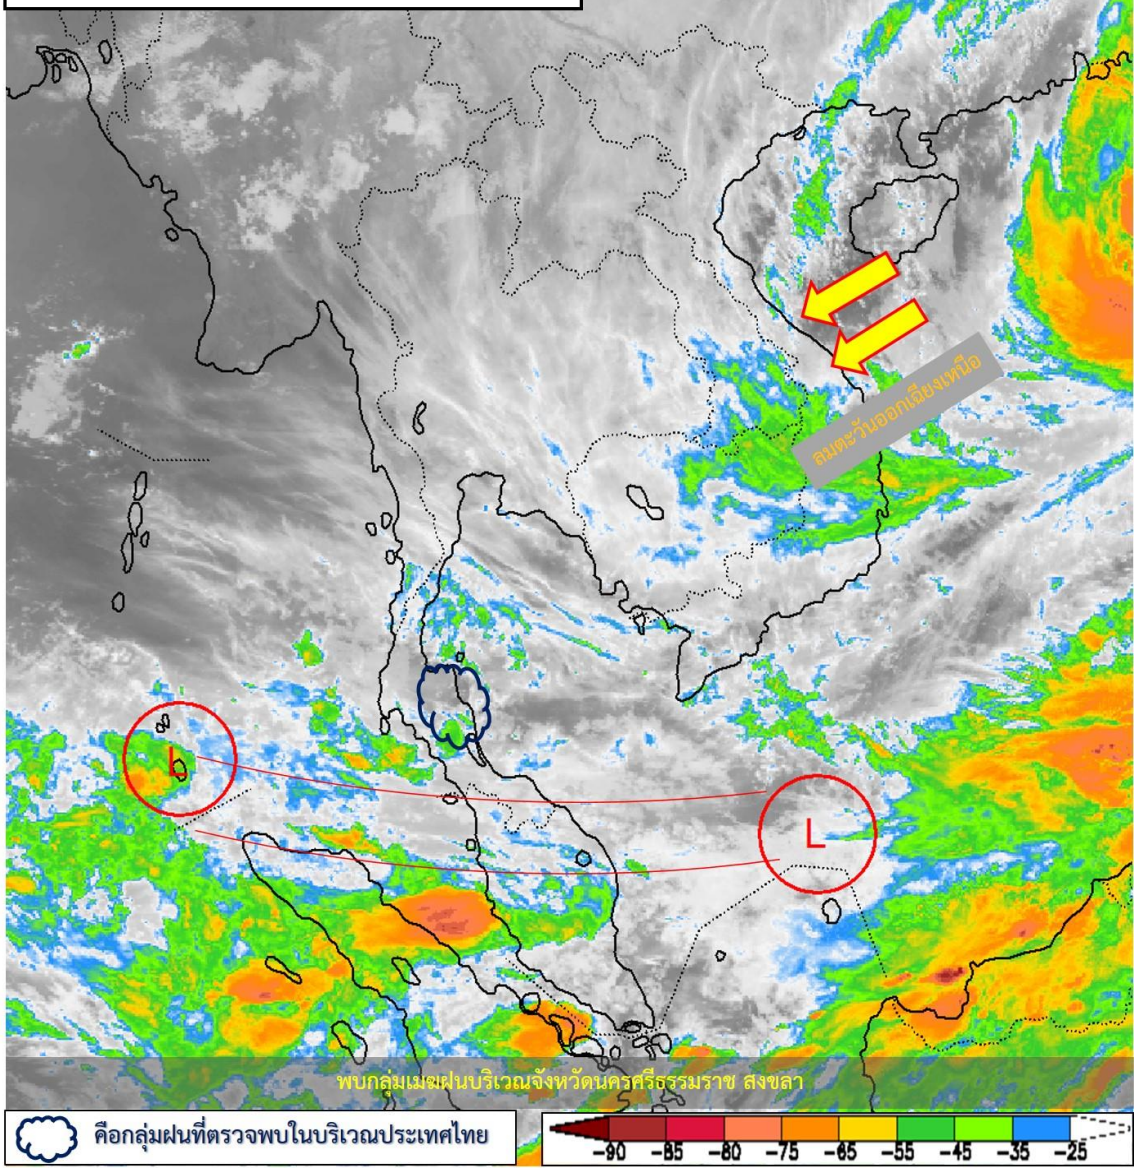 ลมตะวันออกเฉียงเหนือ
L
L
พบกลุ่มเมฆฝนบริเวณจังหวัดนครศรีธรรมราช สงขลา
คือกลุ่มฝนที่ตรวจพบในบริเวณประเทศไทย
-90 -85 -80 -75 -65 -55 -45 -35 -25